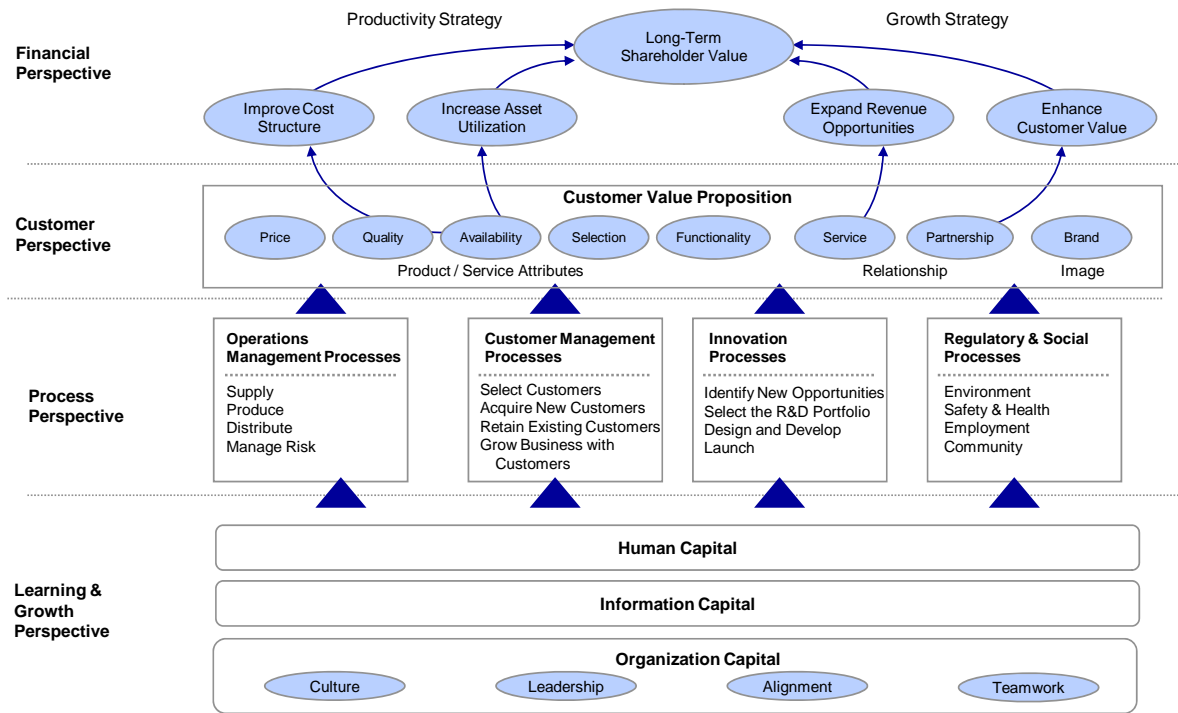 Productivity Strategy
Growth Strategy
Long-Term
Shareholder Value
Financial
Perspective
Improve Cost
Structure
Increase Asset
Utilization
Expand Revenue
Opportunities
Enhance
Customer Value
Customer Value Proposition
Customer
Perspective
Price
Quality
Availability
Selection
Functionality
Service
Partnership
Brand
Product / Service Attributes
Relationship
Image
Process
Perspective
Operations
Management Processes
Supply
Produce
Distribute
Manage Risk
Customer Management
Processes
Select Customers
Acquire New Customers
Retain Existing Customers
Grow Business with
Customers
Innovation
Processes
Identify New Opportunities
Select the R&D Portfolio
Design and Develop
Launch
Regulatory & Social
Processes
Environment
Safety & Health
Employment
Community
Learning &
Growth
Perspective
Human Capital
Information Capital
Organization Capital
Culture
Leadership
Alignment
Teamwork